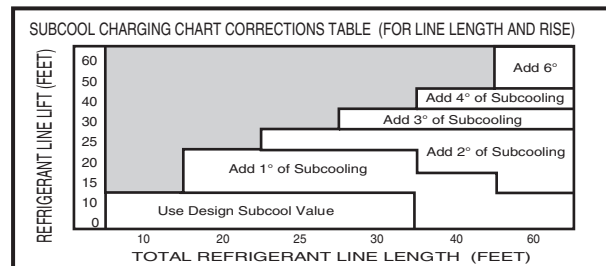 SUBCOOL CHARGING CHART CORRECTIONS TABLE (FOR LINE LENGTH AND RISE)
REFRIGERANT LINE LIFT (FEET)
60
50
40
30
25
20
15
10
0
Add 6°
Add 4° of Subcooling
Add 3° of Subcooling
Add 2° of Subcooling
Add 1° of Subcooling
Use Design Subcool Value
10 20 25 30 40 60
TOTAL REFRIGERANT LINE LENGTH (FEET)